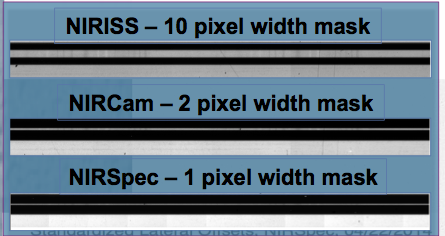 NIRISS – 10 pixel width mask
NIRCam – 2 pixel width mask
NIRSpec – 1 pixel width mask